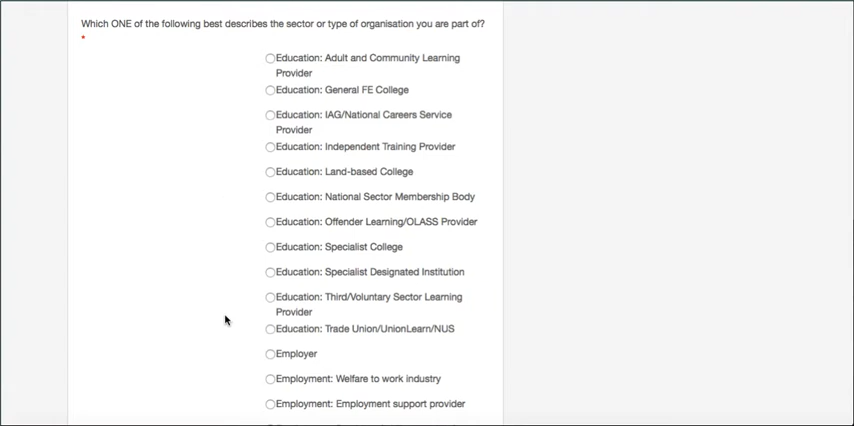 Which ONE of the following best describes the sector or type of organisation you are part of?
*
Education: Adult and Community Learning
Provider
Education: General FE College
Education: IAG/National Careers Service
Provider
Education: Independent Training Provider
Education: Land-based College
Education: National Sector Membership Body
Education: Offender Learning/OLASS Provider
Education: Specialist College
Education: Specialist Designated Institution
Education: Third/Voluntary Sector Learning
Provider
Education: Trade Union/UnionLearn/NUS
Employer
Employment: Welfare to work industry
Employment: Employment support provider